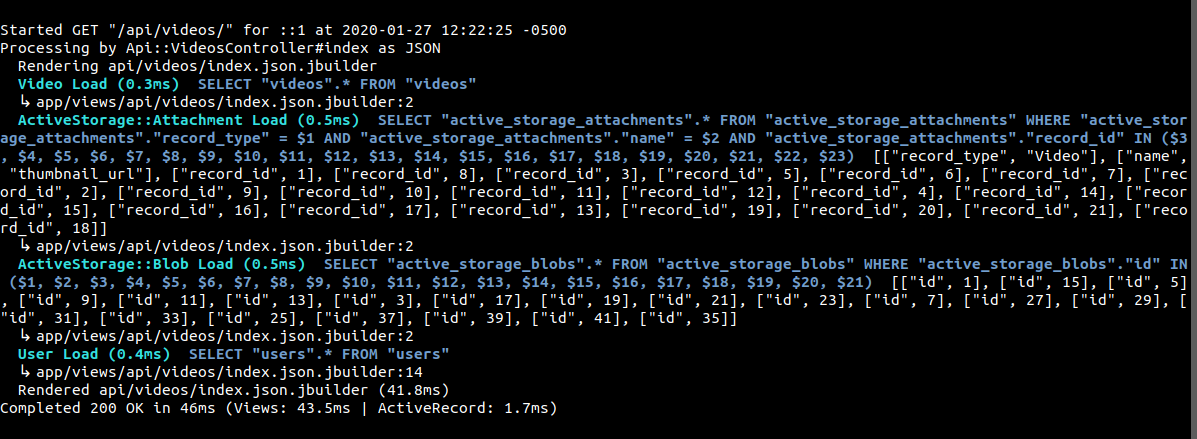 Started GET "/api/videos/" for ::1 at 2020-01-27 12:22:25 -0500
Processing by Api::VideosController#index as JSON
  Rendering api/videos/index.json.jbuilder
  Video Load (0.3ms)  SELECT "videos".* FROM "videos"
  ↳ app/views/api/videos/index.json.jbuilder:2
  ActiveStorage::Attachment Load (0.5ms)  SELECT "active_storage_attachments".* FROM "active_storage_attachments" WHERE "active_stor
age_attachments"."record_type" = $1 AND "active_storage_attachments"."name" = $2 AND "active_storage_attachments"."record_id" IN ($3
, $4, $5, $6, $7, $8, $9, $10, $11, $12, $13, $14, $15, $16, $17, $18, $19, $20, $21, $22, $23)  [["record_type", "Video"], ["name",
 "thumbnail_url"], ["record_id", 1], ["record_id", 8], ["record_id", 3], ["record_id", 5], ["record_id", 6], ["record_id", 7], ["rec
ord_id", 2], ["record_id", 9], ["record_id", 10], ["record_id", 11], ["record_id", 12], ["record_id", 4], ["record_id", 14], ["recor
d_id", 15], ["record_id", 16], ["record_id", 17], ["record_id", 13], ["record_id", 19], ["record_id", 20], ["record_id", 21], ["reco
rd_id", 18]]
  ↳ app/views/api/videos/index.json.jbuilder:2
  ActiveStorage::Blob Load (0.5ms)  SELECT "active_storage_blobs".* FROM "active_storage_blobs" WHERE "active_storage_blobs"."id" IN
 ($1, $2, $3, $4, $5, $6, $7, $8, $9, $10, $11, $12, $13, $14, $15, $16, $17, $18, $19, $20, $21)  [["id", 1], ["id", 15], ["id", 5]
, ["id", 9], ["id", 11], ["id", 13], ["id", 3], ["id", 17], ["id", 19], ["id", 21], ["id", 23], ["id", 7], ["id", 27], ["id", 29], [
"id", 31], ["id", 33], ["id", 25], ["id", 37], ["id", 39], ["id", 41], ["id", 35]]
  ↳ app/views/api/videos/index.json.jbuilder:2
  User Load (0.4ms)  SELECT "users".* FROM "users"
  ↳ app/views/api/videos/index.json.jbuilder:14
  Rendered api/videos/index.json.jbuilder (41.8ms)
Completed 200 OK in 46ms (Views: 43.5ms | ActiveRecord: 1.7ms)